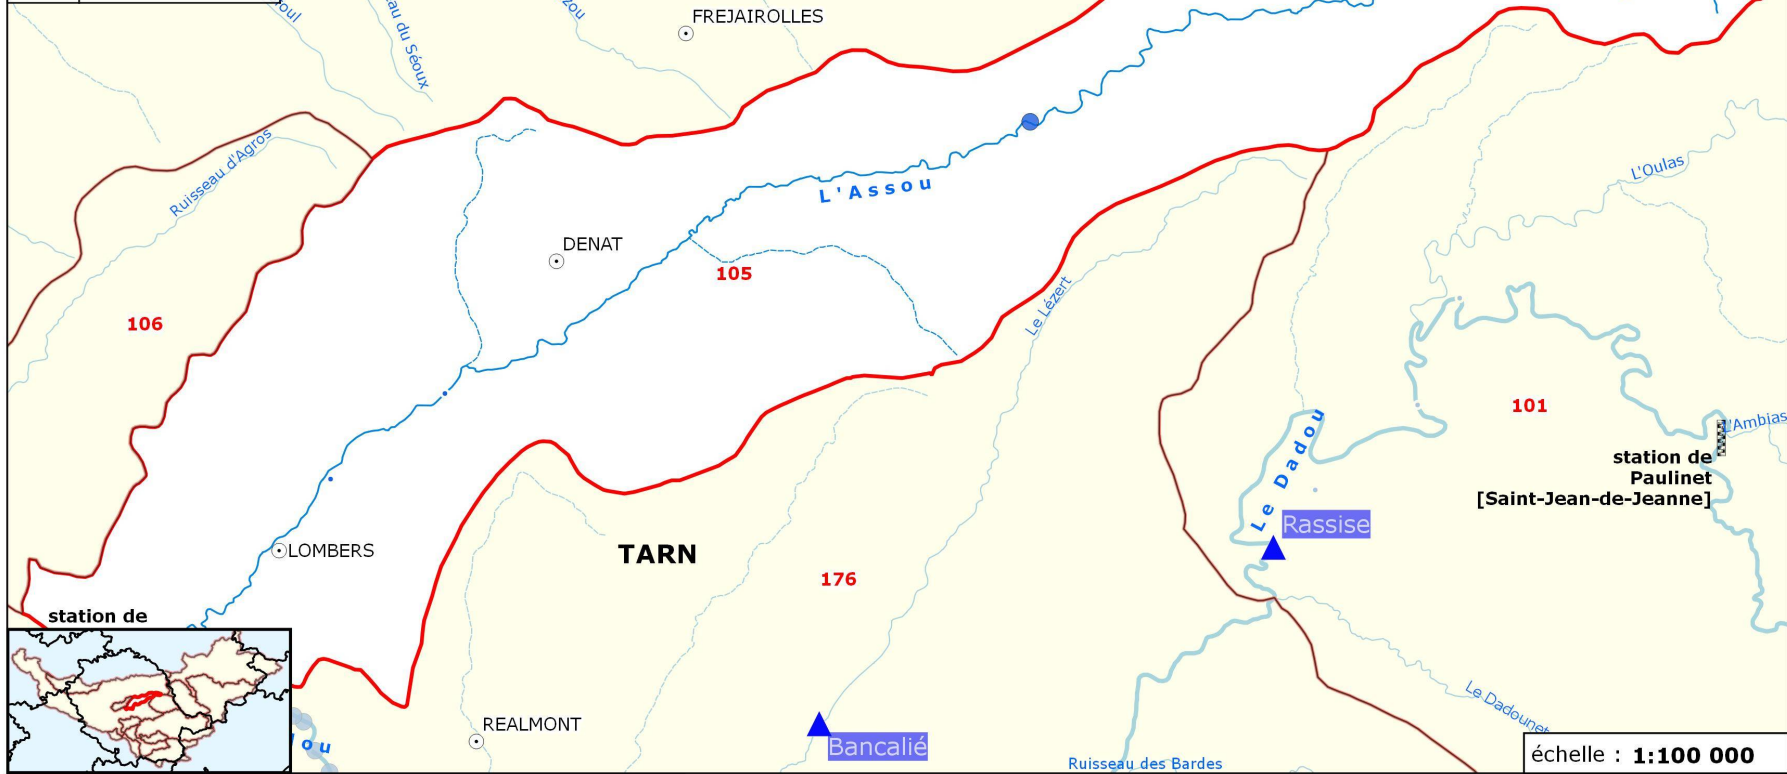 FREJAIROLLES
au du Séoux
Ruisseau d'Agros
L'Oulas
L'Assou
DENAT
105
106
Le Lézert
101
L'Ambias
Le Dadou
station de
Paulinet
[Saint-Jean-de-Jeanne]
Rassise
LOMBERS
TARN
176
station de
Le Dadounet
REALMONT
Bancalié
ou
Ruisseau des Bardes
échelle : 1:100 000